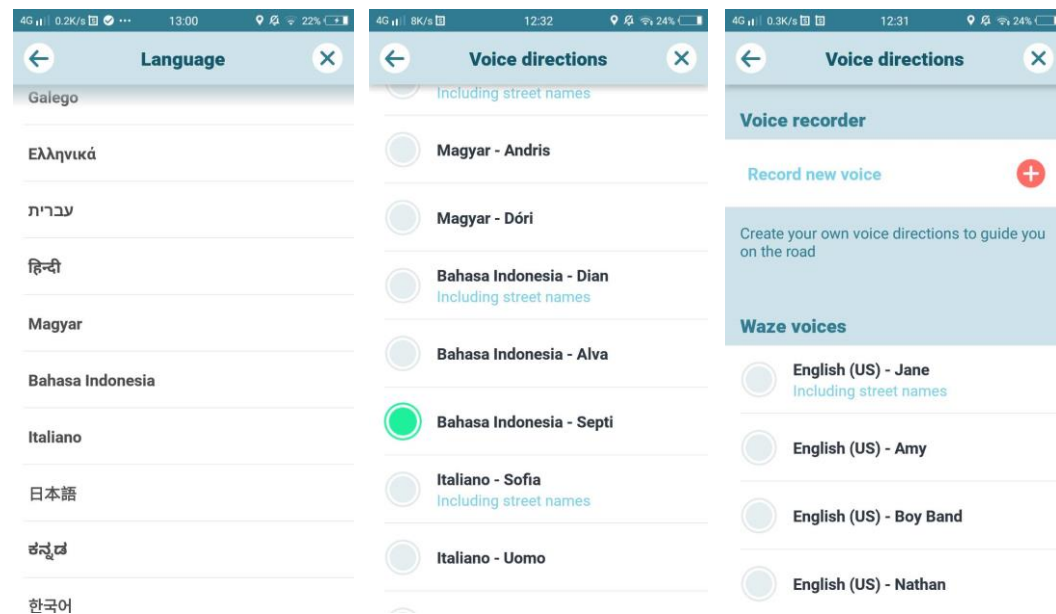 4G 0.2K/s ... 13:00 22%
Language
Galego
Ελληνικά
עברית
हिन्दी
Magyar
Bahasa Indonesia
Italiano
日本語
ಕನ್ನಡ
한국어
4G 8K/s 12:32 24%
Voice directions
Including street names
Magyar - Andris
Magyar - Dóri
Bahasa Indonesia - Dian
Including street names
Bahasa Indonesia - Alva
Bahasa Indonesia - Septi
Italiano - Sofia
Including street names
Italiano - Uomo
4G 0.3K/s 12:31 24%
Voice directions
Voice recorder
Record new voice
Create your own voice directions to guide you
on the road
Waze voices
English (US) - Jane
Including street names
English (US) - Amy
English (US) - Boy Band
English (US) - Nathan